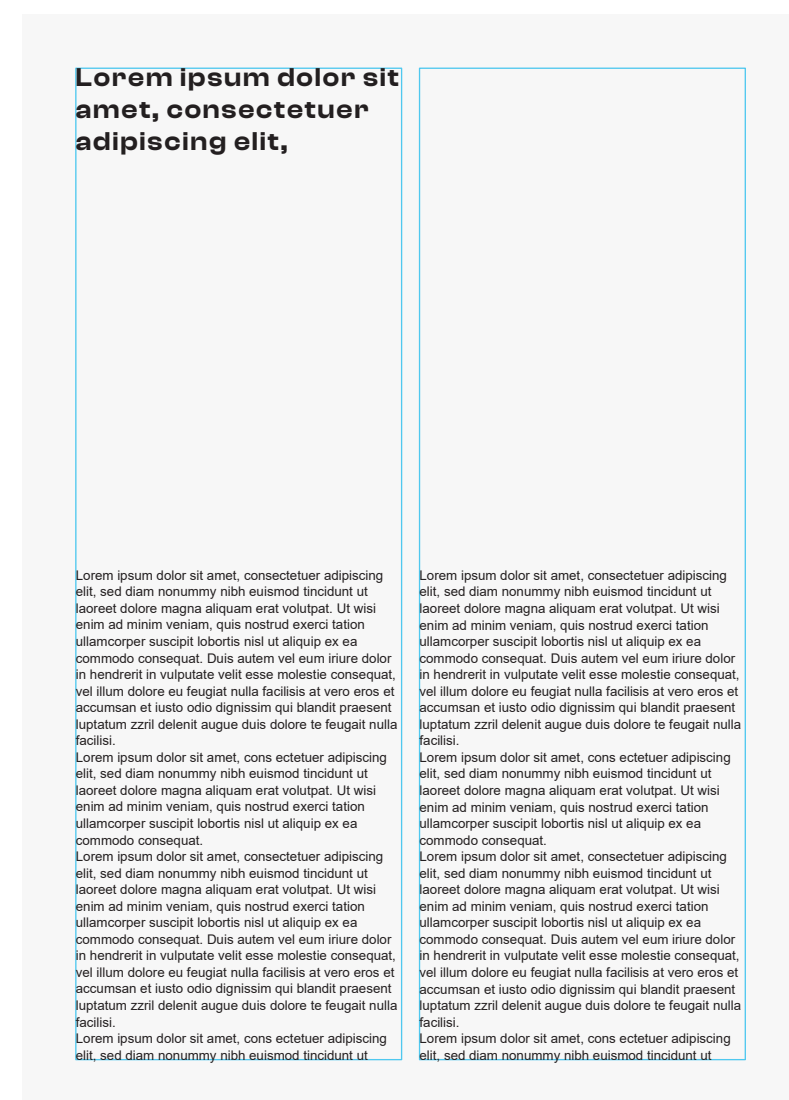 Lorem ipsum dolor sit
amet, consectetuer
adipiscing elit,
Lorem ipsum dolor sit amet, consectetuer adipiscing
elit, sed diam nonummy nibh euismod tincidunt ut
laoreet dolore magna aliquam erat volutpat. Ut wisi
enim ad minim veniam, quis nostrud exerci tation
ullamcorper suscipit lobortis nisl ut aliquip ex ea
commodo consequat. Duis autem vel eum iriure dolor
in hendrerit in vulputate velit esse molestie consequat,
vel illum dolore eu feugiat nulla facilisis at vero eros et
accumsan et iusto odio dignissim qui blandit praesent
luptatum zzril delenit augue duis dolore te feugait nulla
facilisi.
Lorem ipsum dolor sit amet, cons ectetuer adipiscing
elit, sed diam nonummy nibh euismod tincidunt ut
laoreet dolore magna aliquam erat volutpat. Ut wisi
enim ad minim veniam, quis nostrud exerci tation
ullamcorper suscipit lobortis nisl ut aliquip ex ea
commodo consequat.
Lorem ipsum dolor sit amet, consectetuer adipiscing
elit, sed diam nonummy nibh euismod tincidunt ut
laoreet dolore magna aliquam erat volutpat. Ut wisi
enim ad minim veniam, quis nostrud exerci tation
ullamcorper suscipit lobortis nisl ut aliquip ex ea
commodo consequat. Duis autem vel eum iriure dolor
in hendrerit in vulputate velit esse molestie consequat,
vel illum dolore eu feugiat nulla facilisis at vero eros et
accumsan et iusto odio dignissim qui blandit praesent
luptatum zzril delenit augue duis dolore te feugait nulla
facilisi.
Lorem ipsum dolor sit amet, cons ectetuer adipiscing
elit, sed diam nonummy nibh euismod tincidunt ut
Lorem ipsum dolor sit amet, consectetuer adipiscing
elit, sed diam nonummy nibh euismod tincidunt ut
laoreet dolore magna aliquam erat volutpat. Ut wisi
enim ad minim veniam, quis nostrud exerci tation
ullamcorper suscipit lobortis nisl ut aliquip ex ea
commodo consequat. Duis autem vel eum iriure dolor
in hendrerit in vulputate velit esse molestie consequat,
vel illum dolore eu feugiat nulla facilisis at vero eros et
accumsan et iusto odio dignissim qui blandit praesent
luptatum zzril delenit augue duis dolore te feugait nulla
facilisi.
Lorem ipsum dolor sit amet, cons ectetuer adipiscing
elit, sed diam nonummy nibh euismod tincidunt ut
laoreet dolore magna aliquam erat volutpat. Ut wisi
enim ad minim veniam, quis nostrud exerci tation
ullamcorper suscipit lobortis nisl ut aliquip ex ea
commodo consequat.
Lorem ipsum dolor sit amet, consectetuer adipiscing
elit, sed diam nonummy nibh euismod tincidunt ut
laoreet dolore magna aliquam erat volutpat. Ut wisi
enim ad minim veniam, quis nostrud exerci tation
ullamcorper suscipit lobortis nisl ut aliquip ex ea
commodo consequat. Duis autem vel eum iriure dolor
in hendrerit in vulputate velit esse molestie consequat,
vel illum dolore eu feugiat nulla facilisis at vero eros et
accumsan et iusto odio dignissim qui blandit praesent
luptatum zzril delenit augue duis dolore te feugait nulla
facilisi.
Lorem ipsum dolor sit amet, cons ectetuer adipiscing
elit, sed diam nonummy nibh euismod tincidunt ut